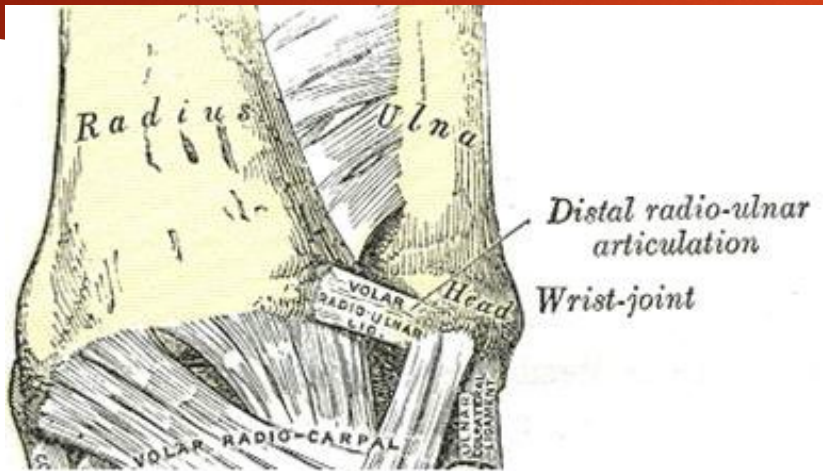 Radius
Ulna
Distal radio-ulnar
articulation
VOLAR
RADIO-ULNAR
LIG.
Head
Wrist-joint
VOLAR RADIO-CARPAL
ULNAR
COLLATERAL
LIGAMENT